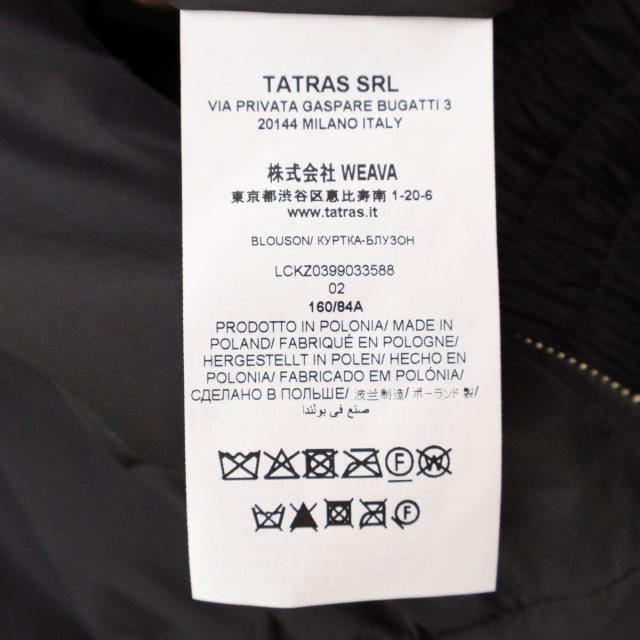 TATRAS SRL
VIA PRIVATA GASPARE BUGATTI 3
20144 MILANO ITALY
株式会社 WEAVA
東京都渋谷区恵比寿南 1-20-6
www.tatras.it
BLOUSON/ КУРТКА-БЛУЗОН
LCKZ0399033588
02
160/84A
PRODOTTO IN POLONIA/ MADE IN
POLAND/ FABRIQUÉ EN POLOGNE/
HERGESTELLT IN POLEN/ HECHO EN
POLONIA/ FABRICADO EM POLÓNIA/
СДЕЛАНО В ПОЛЬШЕ/ 波兰制造/ ポーランド 製/
صنع في بولندا
F W
F